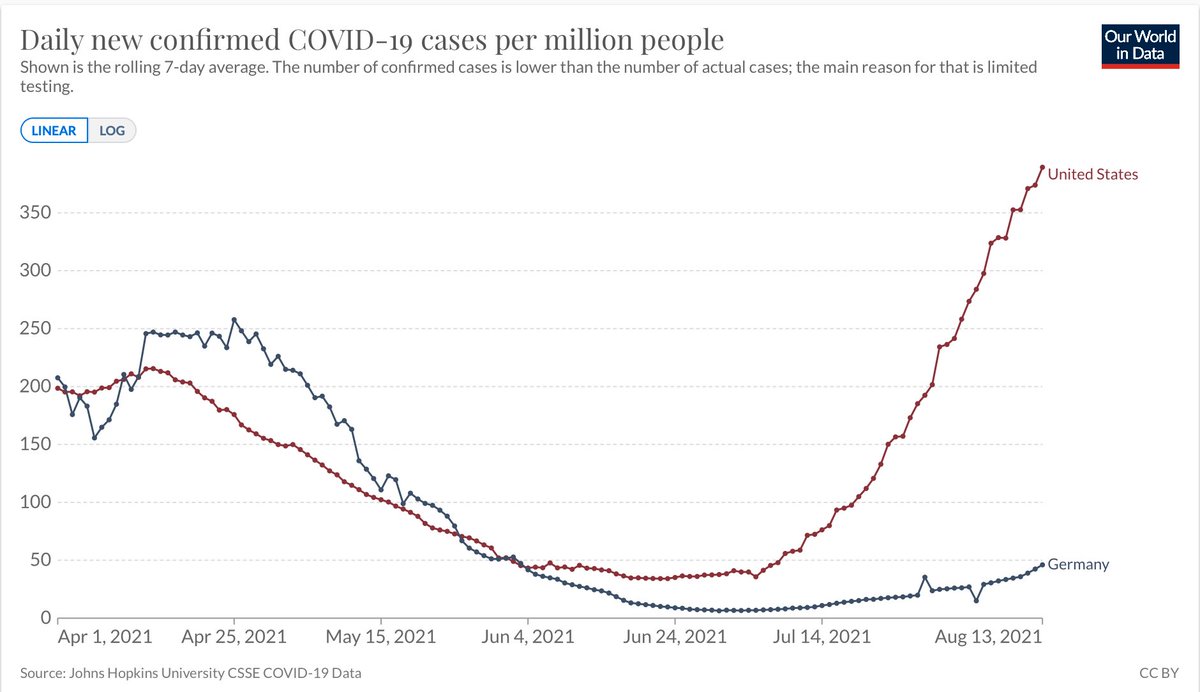 Daily new confirmed COVID-19 cases per million people
Our World
in Data
Shown is the rolling 7-day average. The number of confirmed cases is lower than the number of actual cases; the main reason for that is limited
testing.
LINEAR LOG
United States
350
300
250
200
150
100
50
Germany
0
Apr 1, 2021 Apr 25, 2021 May 15, 2021 Jun 4, 2021 Jun 24, 2021 Jul 14, 2021 Aug 13, 2021
Source: Johns Hopkins University CSSE COVID-19 Data CC BY